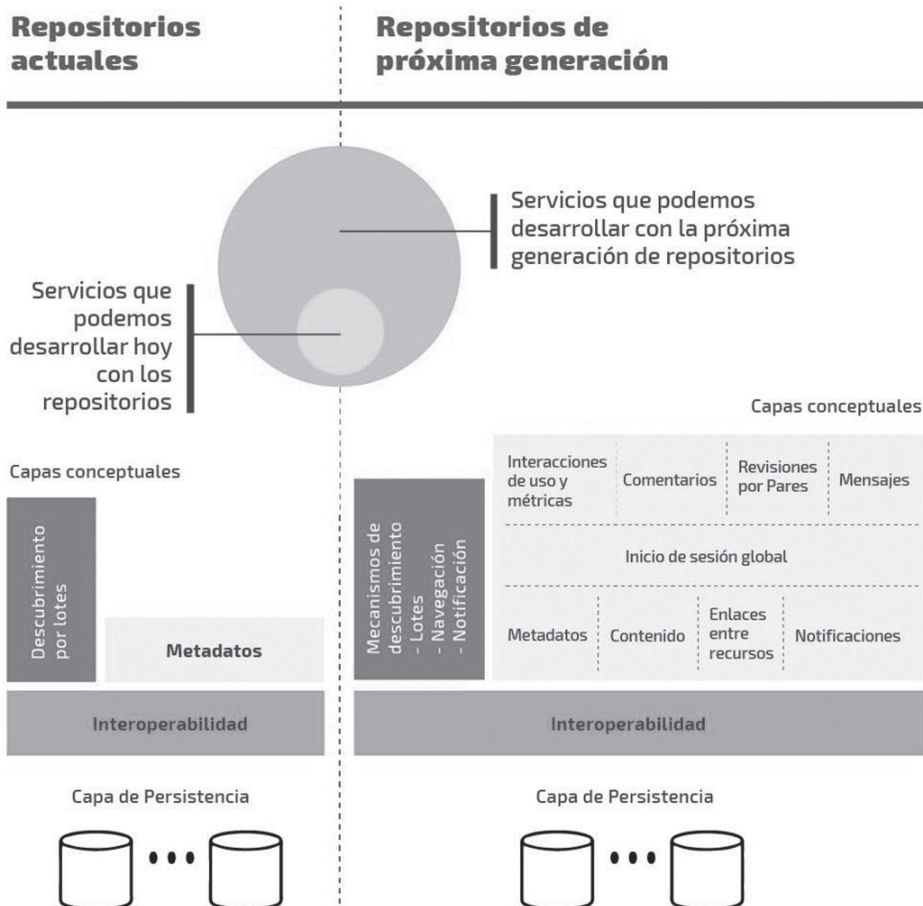 Repositorios
actuales
Repositorios de
próxima generación
Servicios que podemos
desarrollar con la próxima
generación de repositorios
Servicios que
podemos
desarrollar hoy
con los
repositorios
Capas conceptuales
Descubrimiento
por lotes
Metadatos
Interoperabilidad
Capa de Persistencia
Capas conceptuales
Mecanismos de
descubrimiento
- Lotes
- Navegación
- Notificación
Interacciones
de uso y
métricas
Comentarios
Revisiones
por Pares
Mensajes
Inicio de sesión global
Metadatos
Contenido
Enlaces
entre
recursos
Notificaciones
Interoperabilidad
Capa de Persistencia